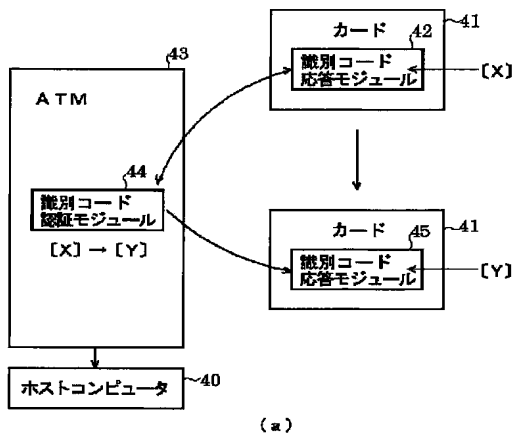 43
ATM
44
識別コード
認証モジュール
[X] → [Y]
ホストコンピュータ
40
カード
41
42
識別コード
応答モジュール
[X]
カード
41
45
識別コード
応答モジュール
[Y]
(a)